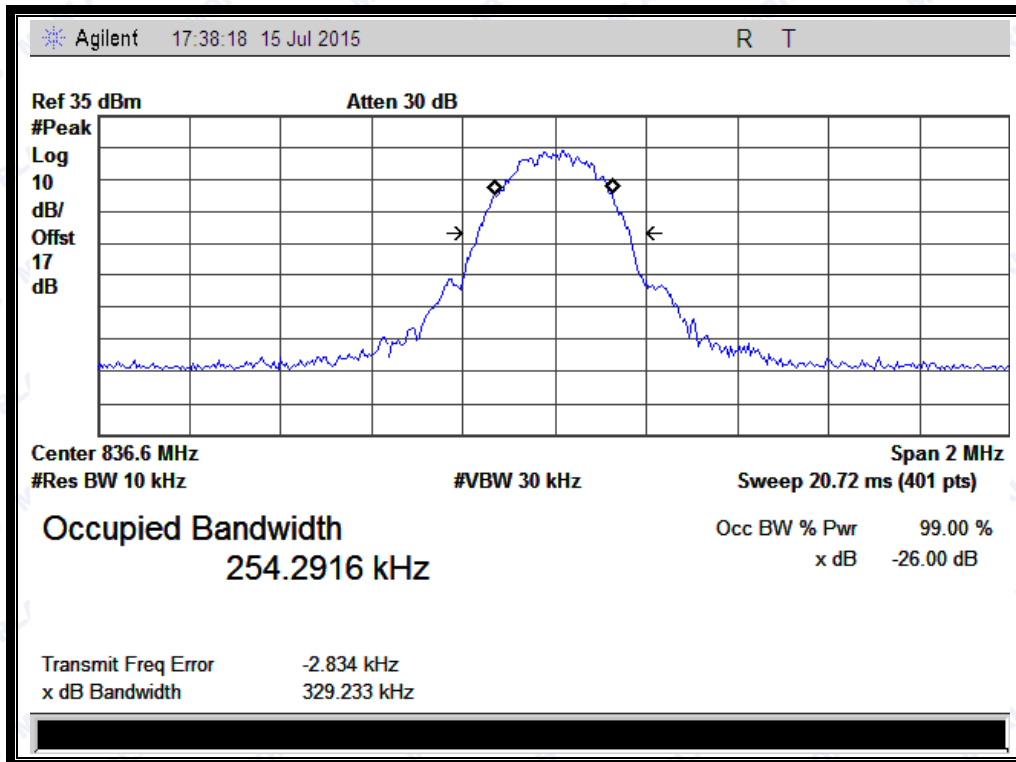 Agilent 17:38:18 15 Jul 2015 R T
Ref 35 dBm Atten 30 dB
#Peak
Log
10
dB/
Offst
17
dB
Center 836.6 MHz Span 2 MHz
#Res BW 10 kHz #VBW 30 kHz Sweep 20.72 ms (401 pts)
Occupied Bandwidth Occ BW % Pwr 99.00 %
254.2916 kHz x dB -26.00 dB
Transmit Freq Error -2.834 kHz
x dB Bandwidth 329.233 kHz